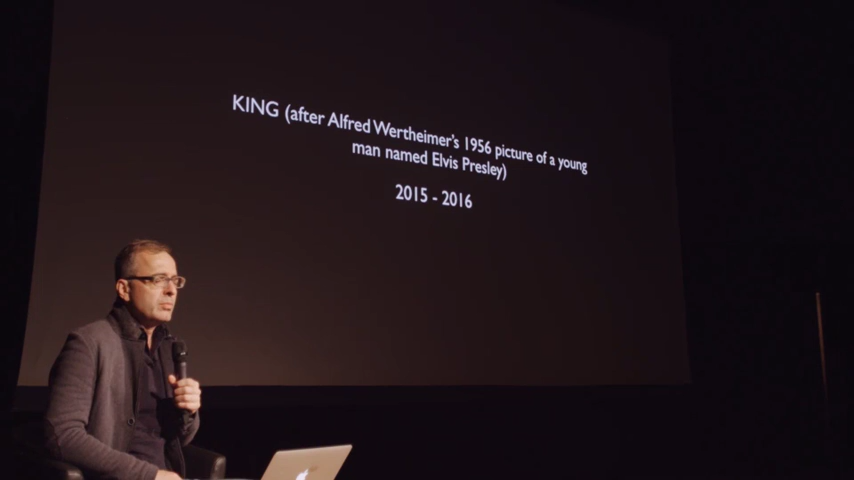 KING (after Alfred Wertheimer's 1956 picture of a young
man named Elvis Presley)
2015 - 2016